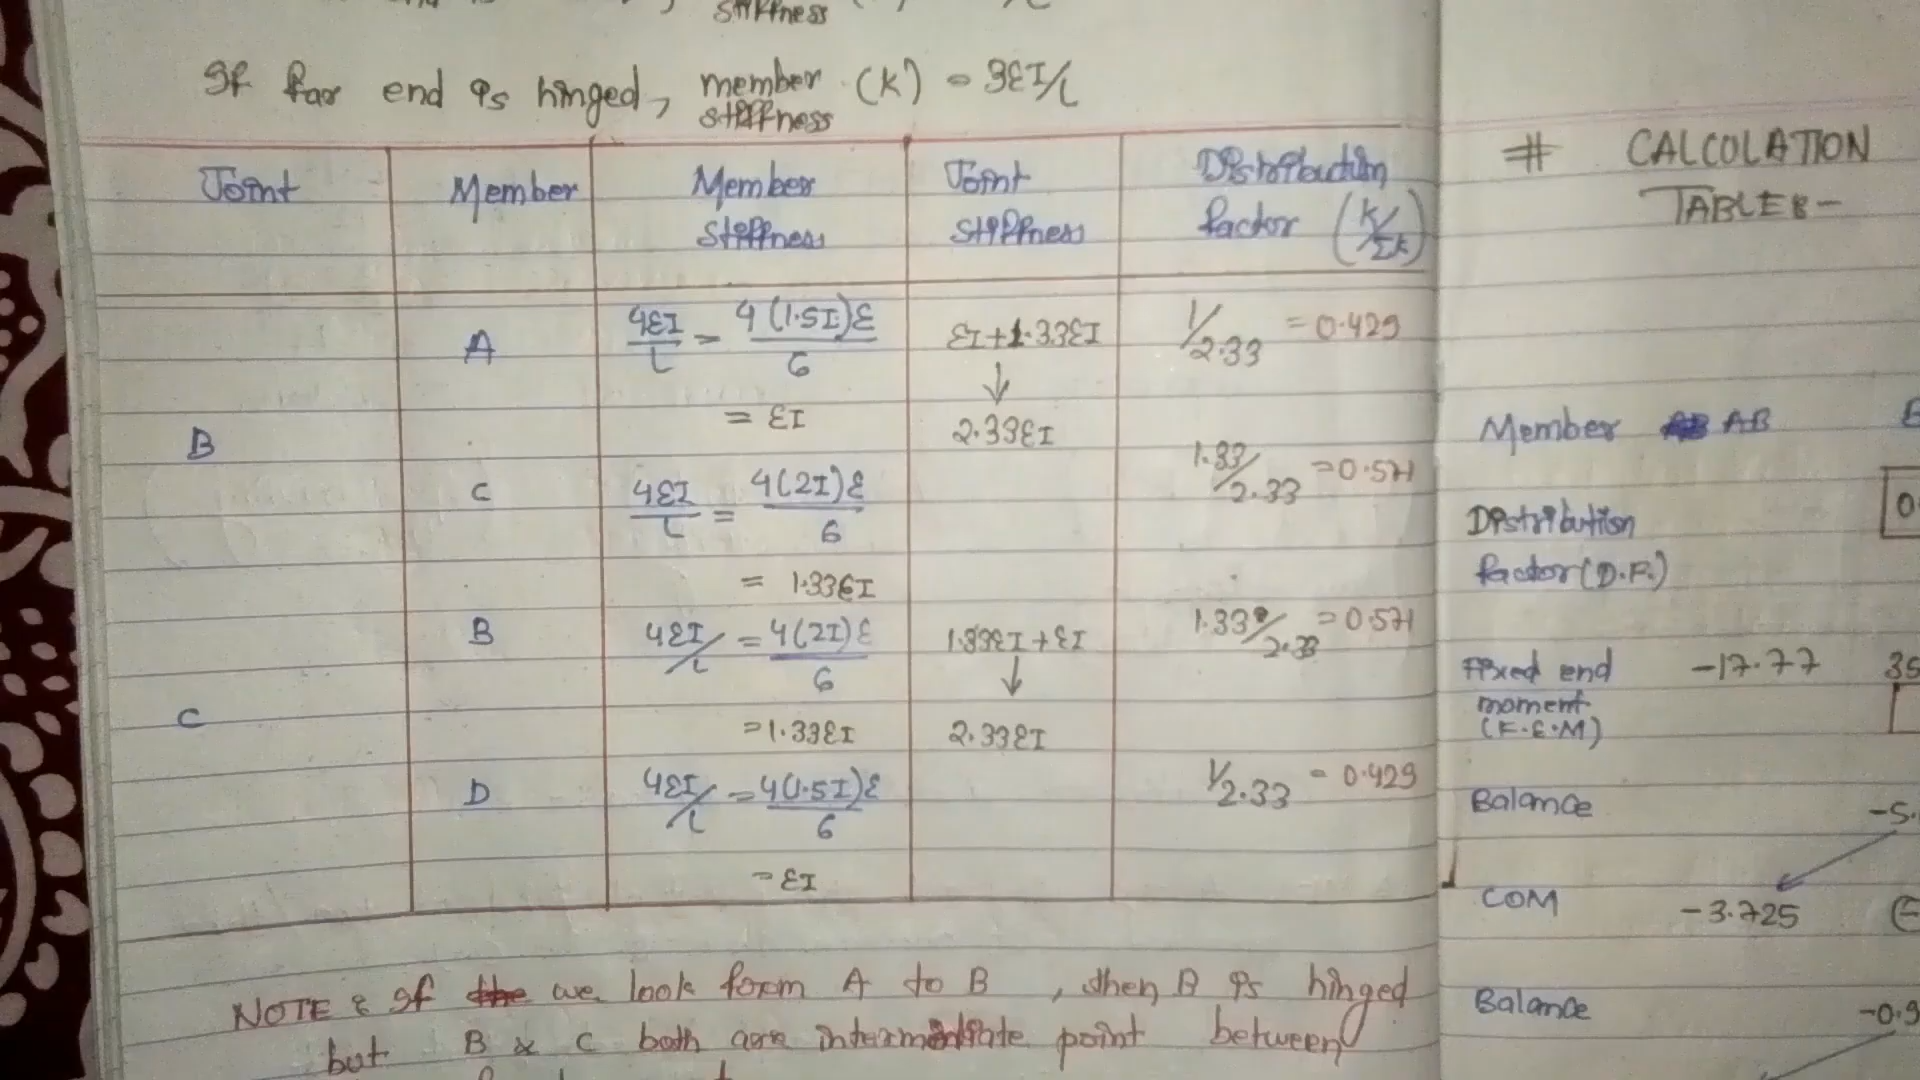 stiffness
If far end is hinged, member (K) = 3EI/L
stiffness
Joint Member Member stiffness Joint stiffness Distribution factor (K/ΣK)
B
A 4EI/L = 4(1.5I)E/6 EI+1.33EI 1/2.33 = 0.429
= EI ↓ 2.33EI
C 4EI/L = 4(2I)E/6 1.33/2.33 = 0.571
= 1.33EI
C
B 4EI/L = 4(2I)E/6 1.33EI+EI 1.33/2.33 = 0.571
= 1.33EI ↓ 2.33EI
D 4EI/L = 4(1.5I)E/6 1/2.33 = 0.429
= EI
NOTE : If we look form A to B, then B is hinged
but B & C both are intermediate point between
# CALCOLATION
TABLE :-
Member AB
Distribution
factor (D.F.)
Fixed end -17.77
moment
(F.E.M)
Balance
COM -3.725
Balance